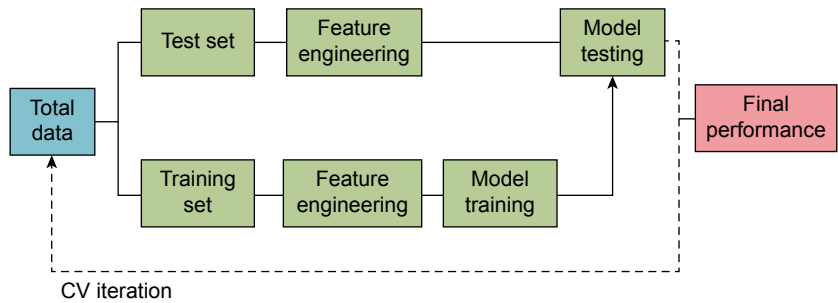 Test set
Feature
engineering
Model
testing
Total
data
Final
performance
Training
set
Feature
engineering
Model
training
CV iteration